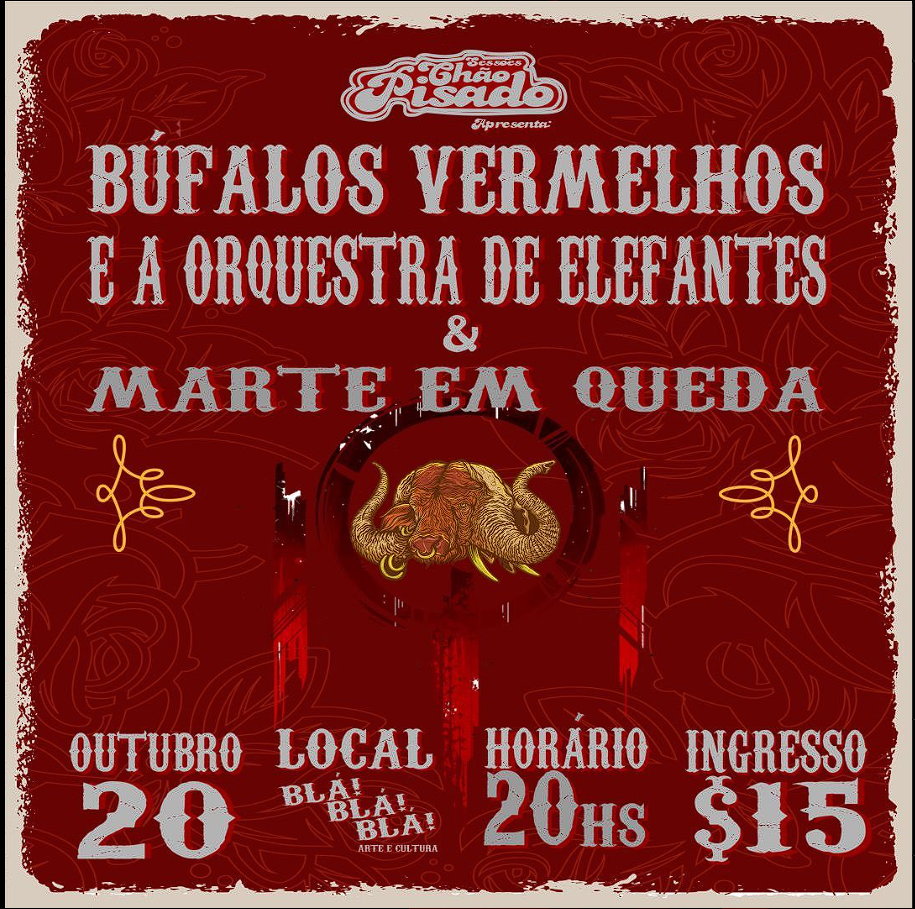 Sessões
Chão
Pisado
Apresenta:
BÚFALOS VERMELHOS
E A ORQUESTRA DE ELEFANTES
&
MARTE EM QUEDA
OUTUBRO
20
LOCAL
BLÁ!
BLÁ!
BLÁ!
ARTE E CULTURA
HORÁRIO
20HS
INGRESSO
$15